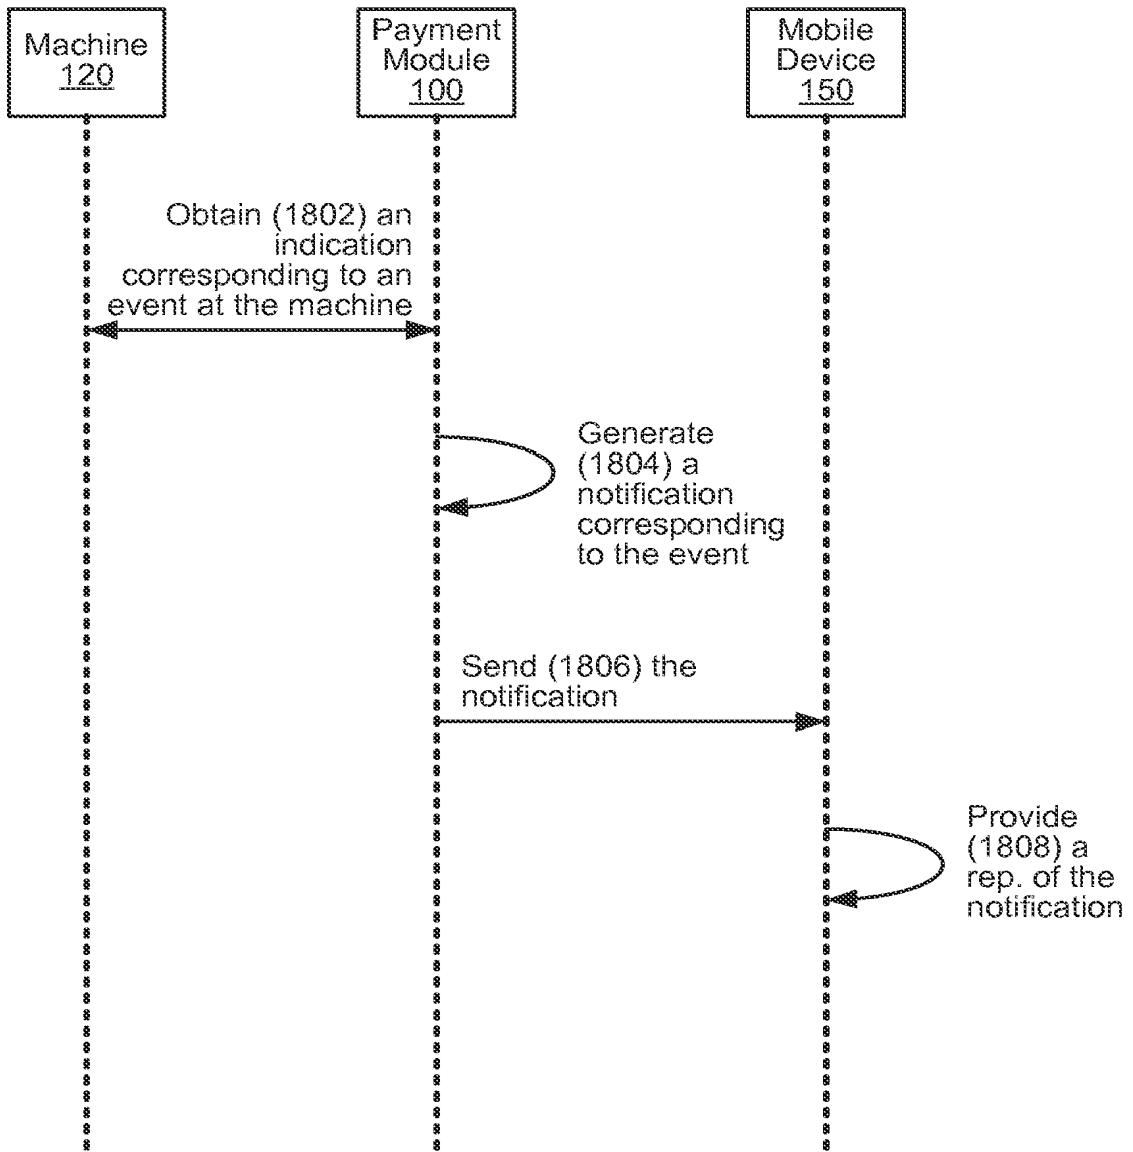 Machine
120
Payment
Module
100
Mobile
Device
150
Obtain (1802) an
indication
corresponding to an
event at the machine
Generate
(1804) a
notification
corresponding
to the event
Send (1806) the
notification
Provide
(1808) a
rep. of the
notification